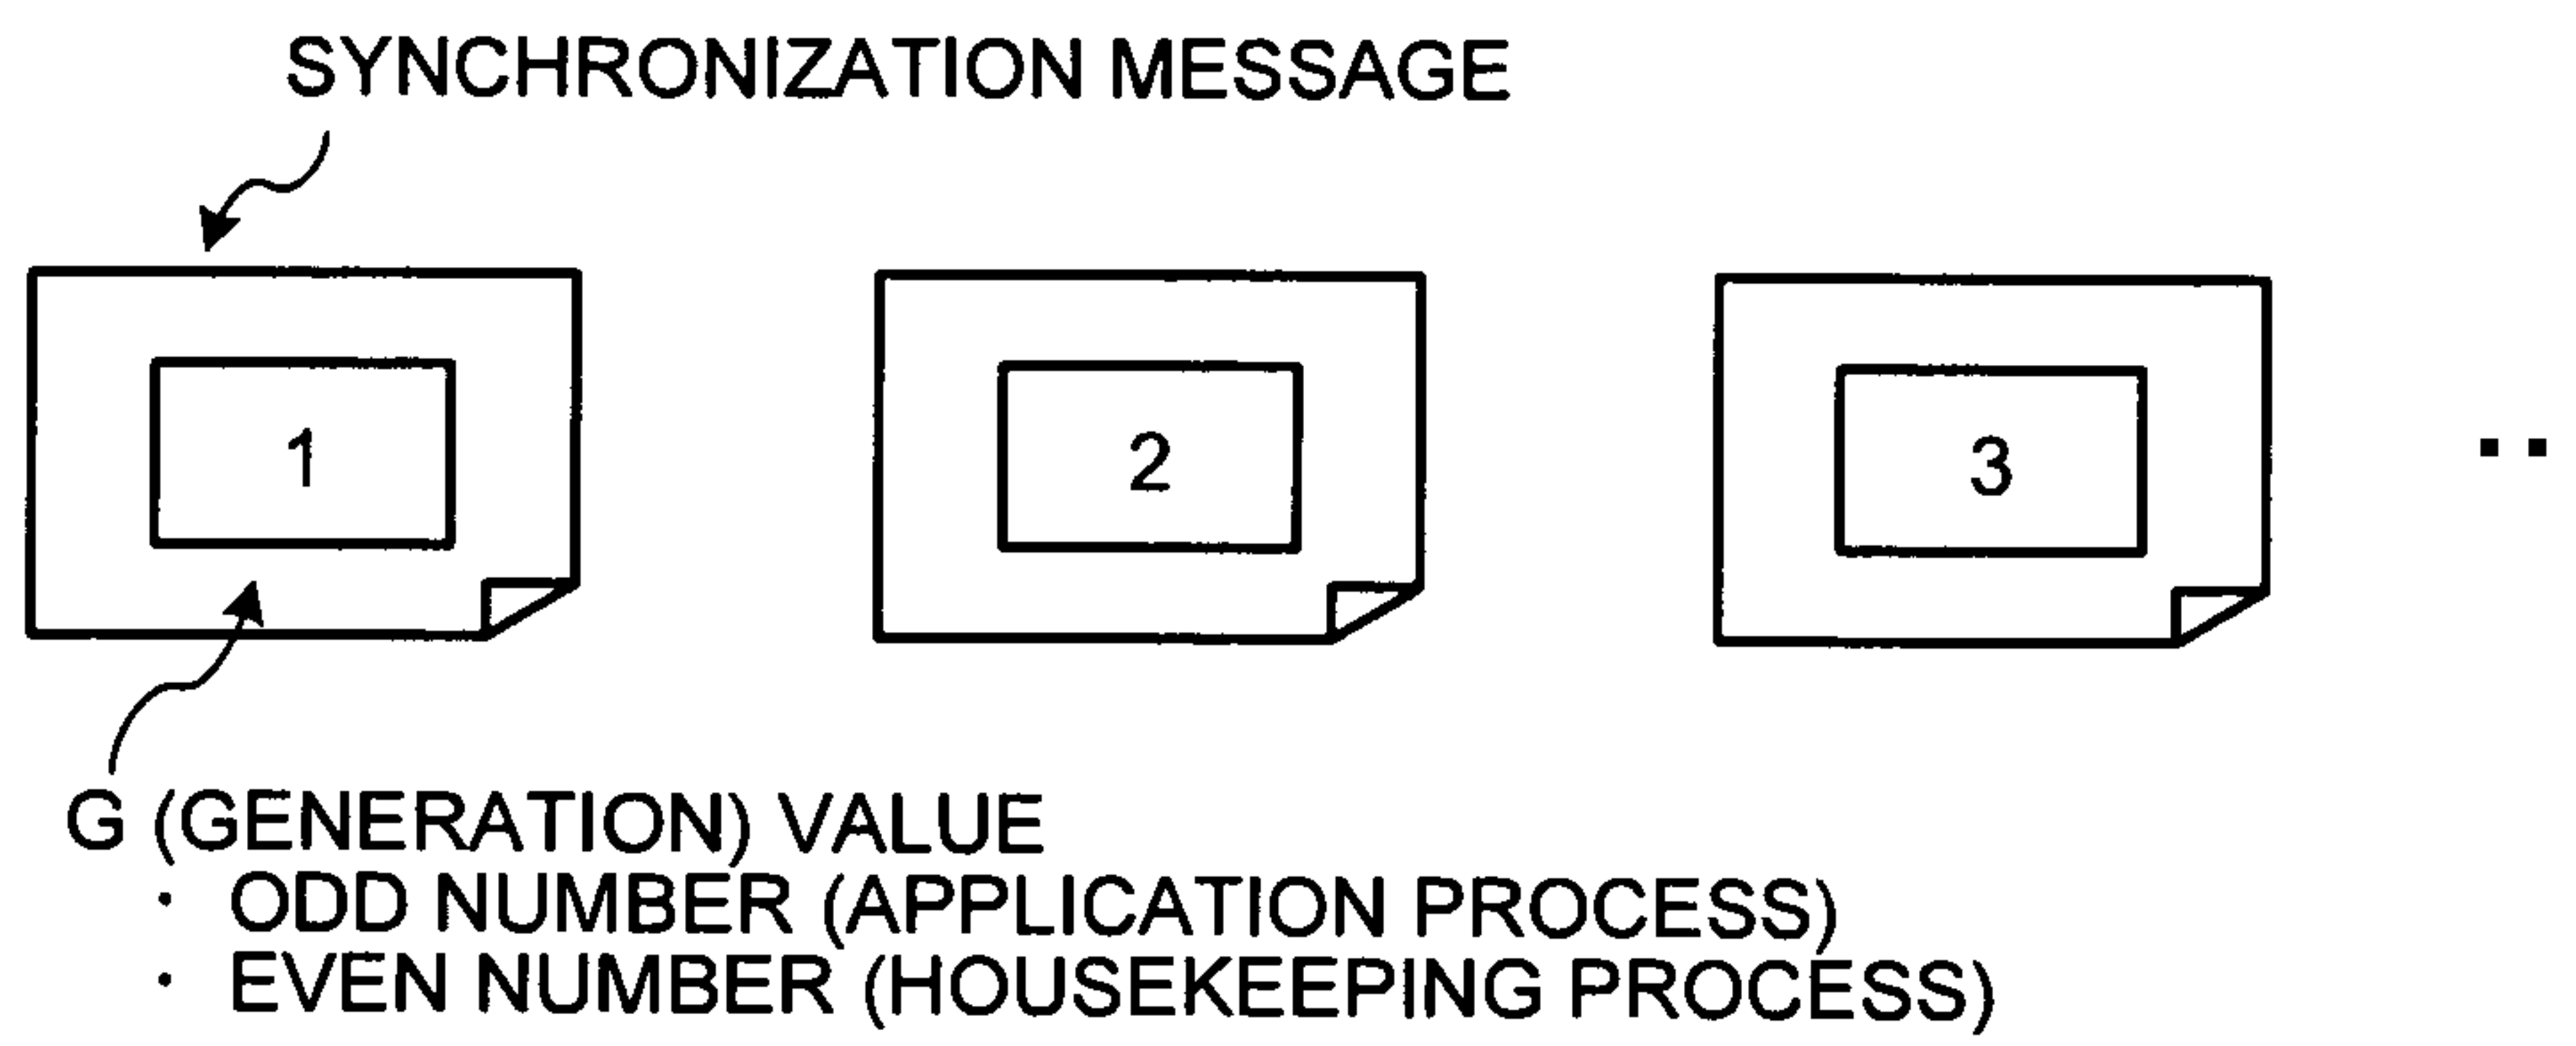 SYNCHRONIZATION MESSAGE
1 2 3 ..
G (GENERATION) VALUE
· ODD NUMBER (APPLICATION PROCESS)
· EVEN NUMBER (HOUSEKEEPING PROCESS)